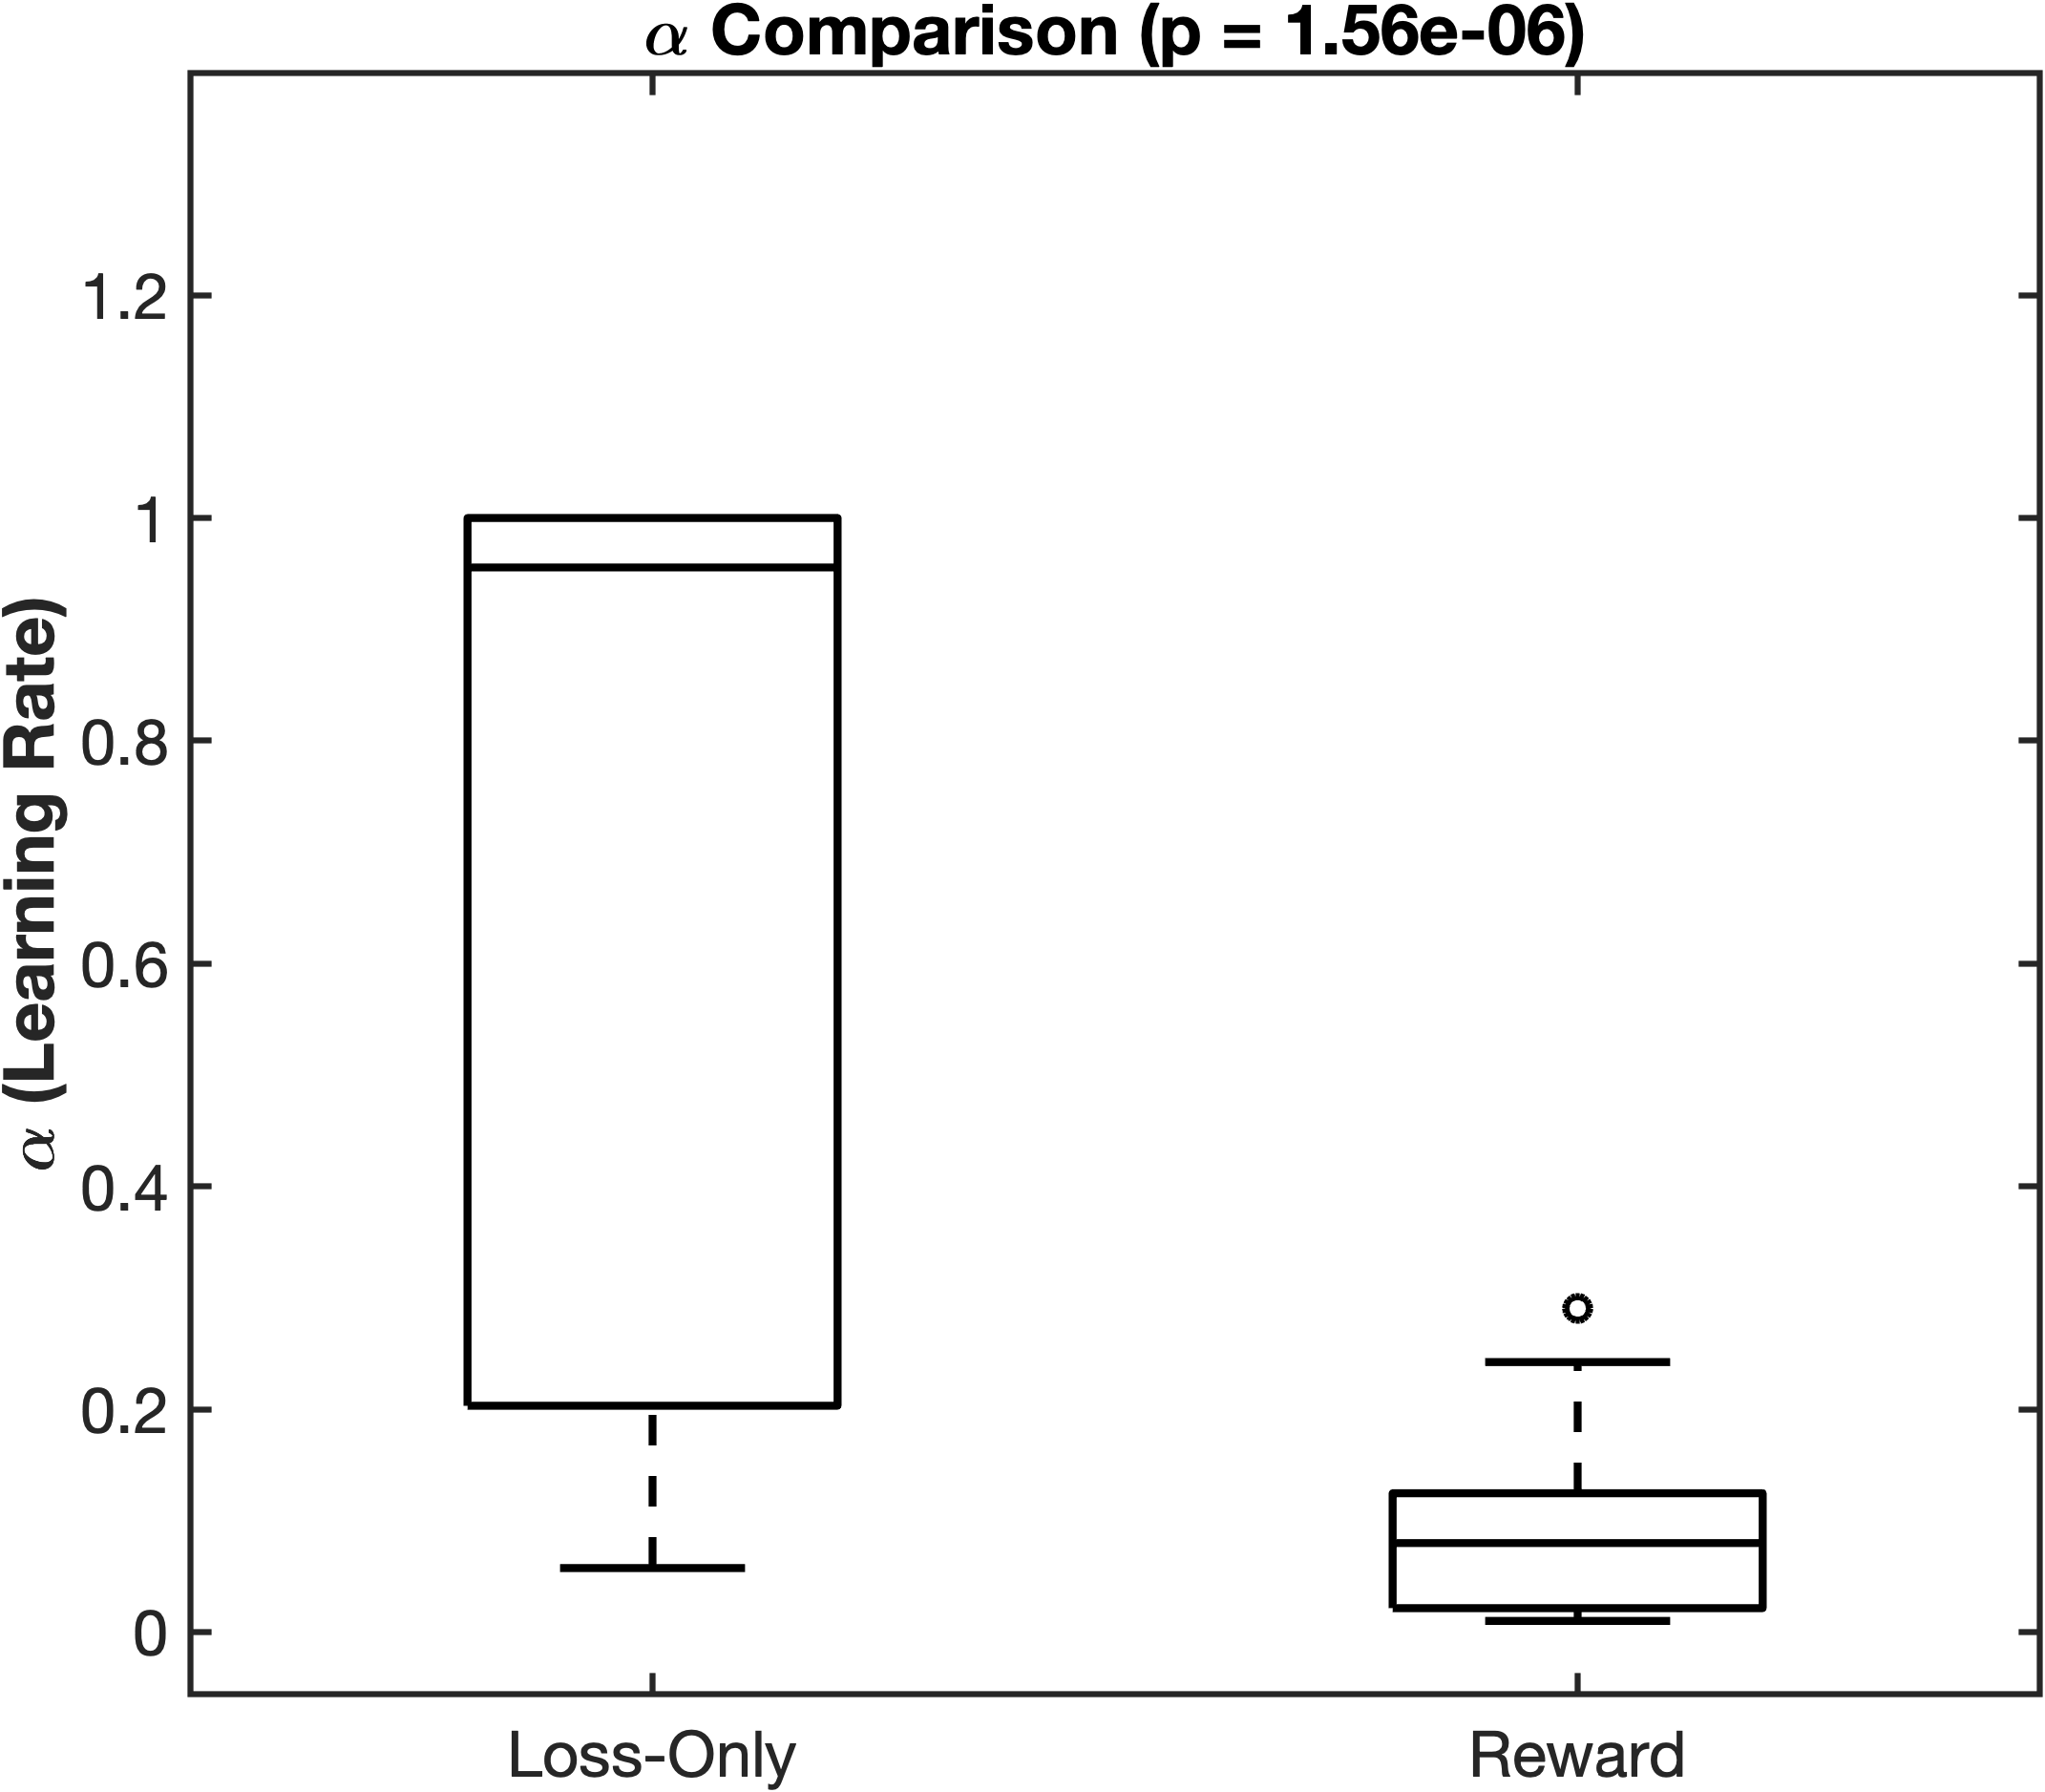 α Comparison (p = 1.56e-06)
α (Learning Rate)
1.2
1
0.8
0.6
0.4
0.2
0
Loss-Only
Reward